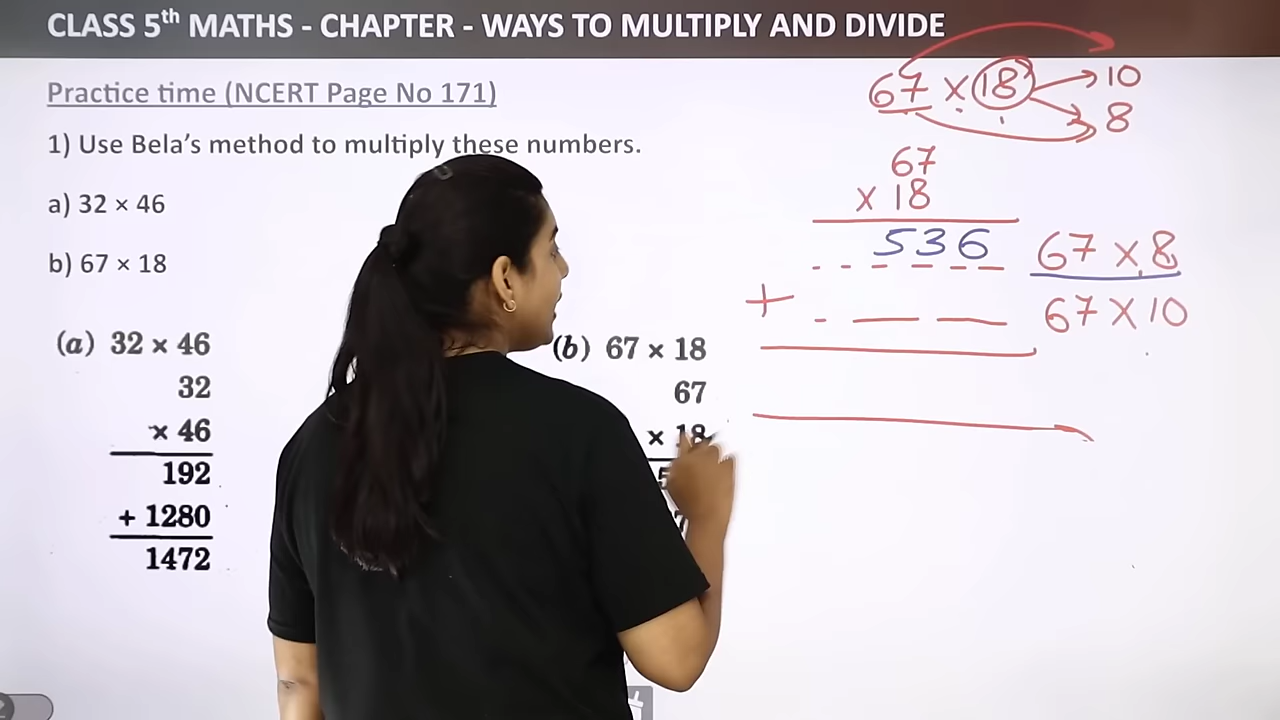 CLASS 5th MATHS - CHAPTER - WAYS TO MULTIPLY AND DIVIDE
Practice time (NCERT Page No 171)
1) Use Bela's method to multiply these numbers.
a) 32 × 46
b) 67 × 18
(a) 32 × 46
32
× 46
192
+ 1280
1472
(b) 67 × 18
67
× 18
67 × 18
10
8
67
× 18
536 67 × 8
+ 67 × 10